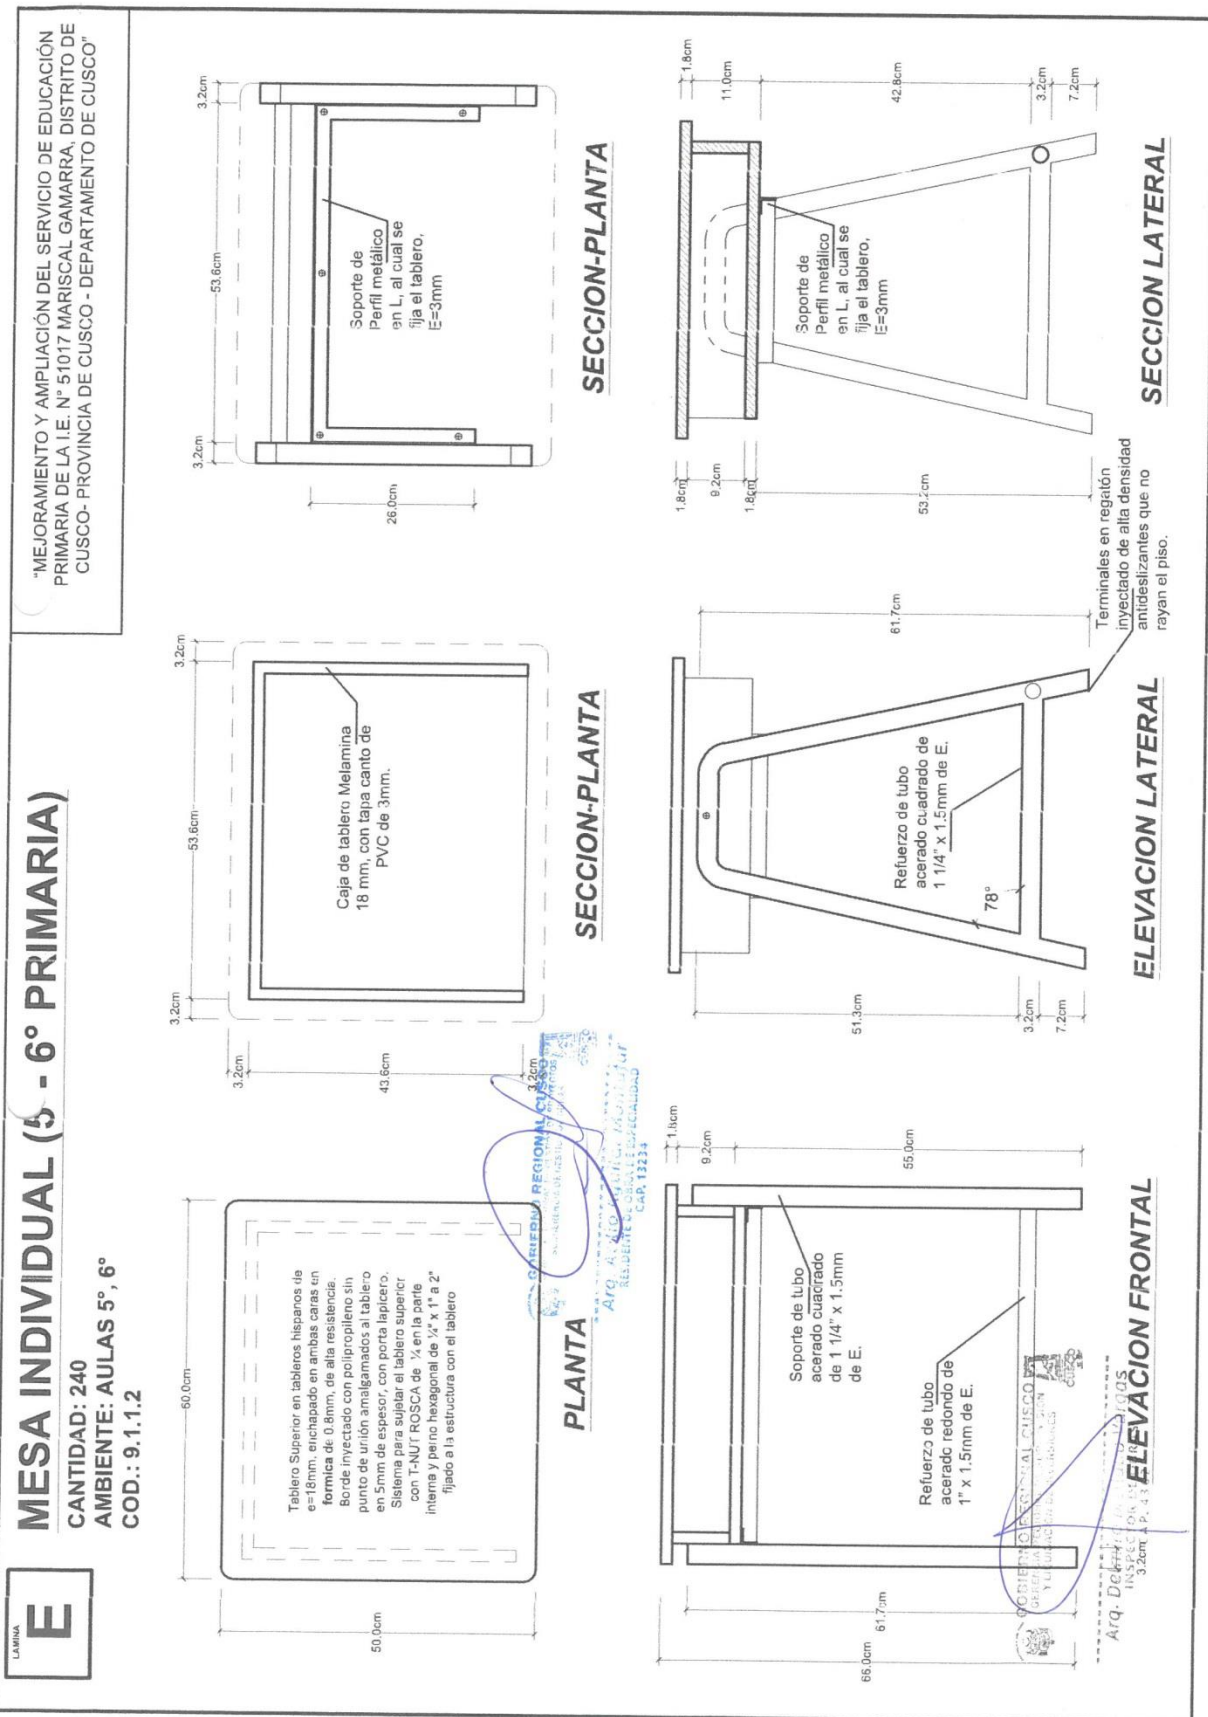 LAMINA
E
MESA INDIVIDUAL (5 - 6° PRIMARIA)
CANTIDAD: 240
AMBIENTE: AULAS 5°, 6°
COD.: 9.1.1.2
"MEJORAMIENTO Y AMPLIACIÓN DEL SERVICIO DE EDUCACIÓN
PRIMARIA DE LA I.E. N° 51017 MARISCAL GAMARRA, DISTRITO DE
CUSCO- PROVINCIA DE CUSCO - DEPARTAMENTO DE CUSCO"
60.0cm
50.0cm
Tablero Superior en tableros hispanos de
e=18mm, enchapado en ambas caras en
formica de 0.8mm, de alta resistencia.
Borde inyectado con polipropileno sin
punto de unión amalgamados al tablero
en 5mm de espesor, con porta lapicero.
Sistema para sujetar el tablero superior
con T-NUT ROSCA de ¼ en la parte
interna y perno hexagonal de ¼" x 1" a 2"
fijado a la estructura con el tablero
PLANTA
3.2cm
53.6cm
3.2cm
3.2cm
43.6cm
3.2cm
Caja de tablero Melamina
18 mm, con tapa canto de
PVC de 3mm.
SECCION-PLANTA
3.2cm
53.6cm
3.2cm
26.0cm
Soporte de
Perfil metálico
en L, al cual se
fija el tablero,
E=3mm
SECCION-PLANTA
GOBIERNO REGIONAL CUSCO
RESIDENTE DE OBRA
CAP. 13234
1.8cm
9.2cm
55.0cm
66.0cm
61.7cm
3.2cm
Soporte de tubo
acerado cuadrado
de 1 1/4" x 1.5mm
de E.
Refuerzo de tubo
acerado redondo de
1" x 1.5mm de E.
ELEVACION FRONTAL
GOBIERNO REGIONAL CUSCO
Arq.
INSPECTOR
51.3cm
3.2cm
7.2cm
61.7cm
Refuerzo de tubo
acerado cuadrado de
1 1/4" x 1.5mm de E.
78°
Terminales en regatón
inyectado de alta densidad
antideslizantes que no
rayan el piso.
ELEVACION LATERAL
1.8cm
9.2cm
1.8cm
53.2cm
1.8cm
11.0cm
42.8cm
3.2cm
7.2cm
Soporte de
Perfil metálico
en L, al cual se
fija el tablero,
E=3mm
SECCION LATERAL